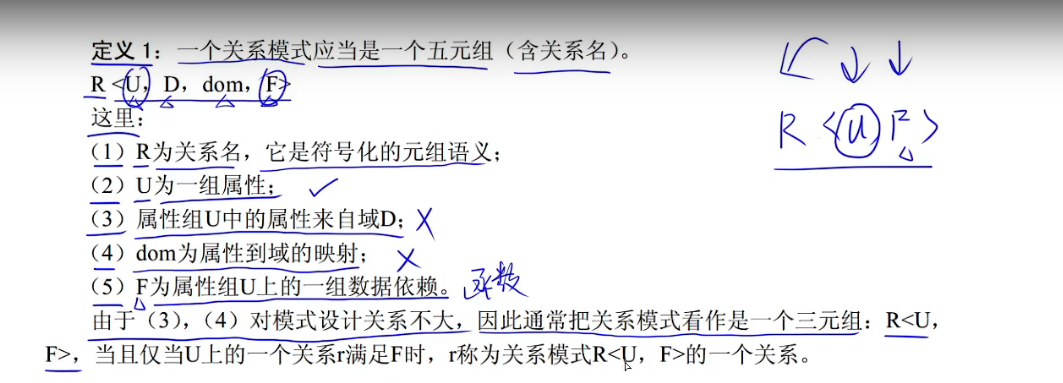 定义1：一个关系模式应当是一个五元组（含关系名）。
R <U，D，dom，F>
这里：
（1）R为关系名，它是符号化的元组语义；
（2）U为一组属性；
（3）属性组U中的属性来自域D；
（4）dom为属性到域的映射；
（5）F为属性组U上的一组数据依赖。
函数
由于（3），（4）对模式设计关系不大，因此通常把关系模式看作是一个三元组：R<U，
F>，当且仅当U上的一个关系r满足F时，r称为关系模式R<U，F>的一个关系。
R <U F>